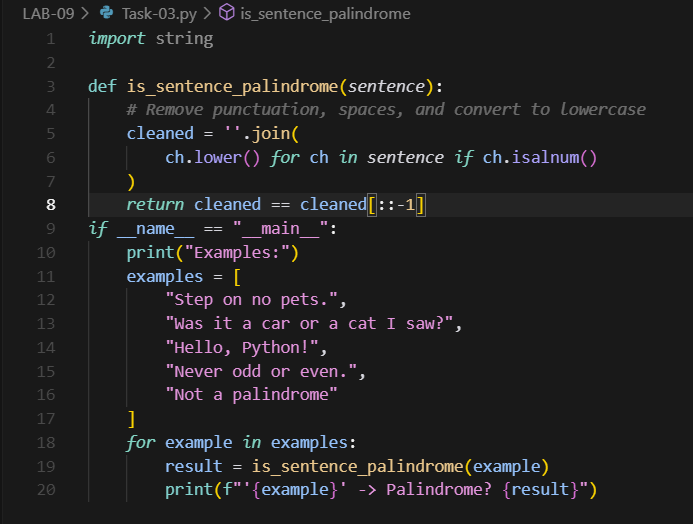 LAB-09 > Task-03.py > is_sentence_palindrome
1 import string
2
3 def is_sentence_palindrome(sentence):
4     # Remove punctuation, spaces, and convert to lowercase
5     cleaned = ''.join(
6         ch.lower() for ch in sentence if ch.isalnum()
7     )
8     return cleaned == cleaned[::-1]
9 if __name__ == "__main__":
10     print("Examples:")
11     examples = [
12         "Step on no pets.",
13         "Was it a car or a cat I saw?",
14         "Hello, Python!",
15         "Never odd or even.",
16         "Not a palindrome"
17     ]
18     for example in examples:
19         result = is_sentence_palindrome(example)
20         print(f"'{example}' -> Palindrome? {result}")